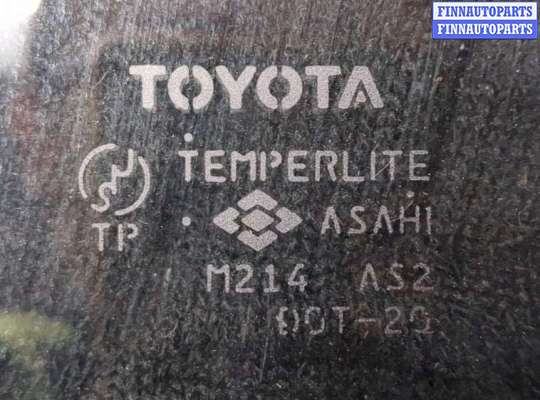 FINNAUTOPARTS
FINNAUTOPARTS
TOYOTA
TEMPERLITE
TP
ASAHI
M214 AS2